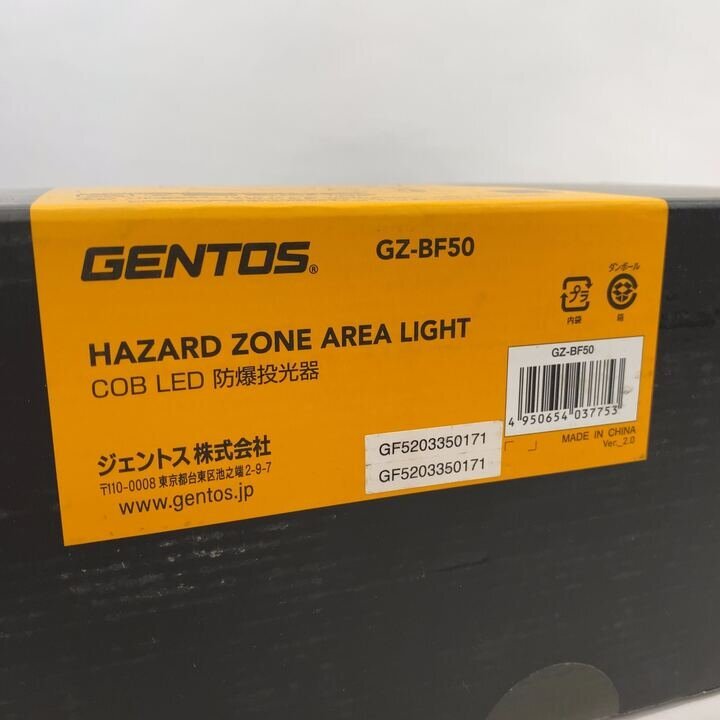 GENTOS®
GZ-BF50
ダンボール
プラ
内袋
箱
HAZARD ZONE AREA LIGHT
COB LED 防爆投光器
GZ-BF50
4 950654 037753
MADE IN CHINA
Ver._2.0
GF5203350171
GF5203350171
ジェントス株式会社
〒110-0008 東京都台東区池之端2-9-7
www.gentos.jp